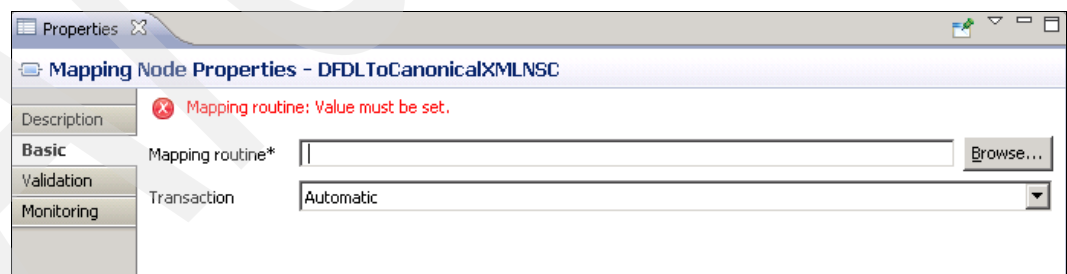 Properties
Mapping Node Properties - DFDLToCanonicalXMLNSC
Mapping routine: Value must be set.
Description
Basic
Mapping routine*
Browse...
Validation
Transaction
Automatic
Monitoring